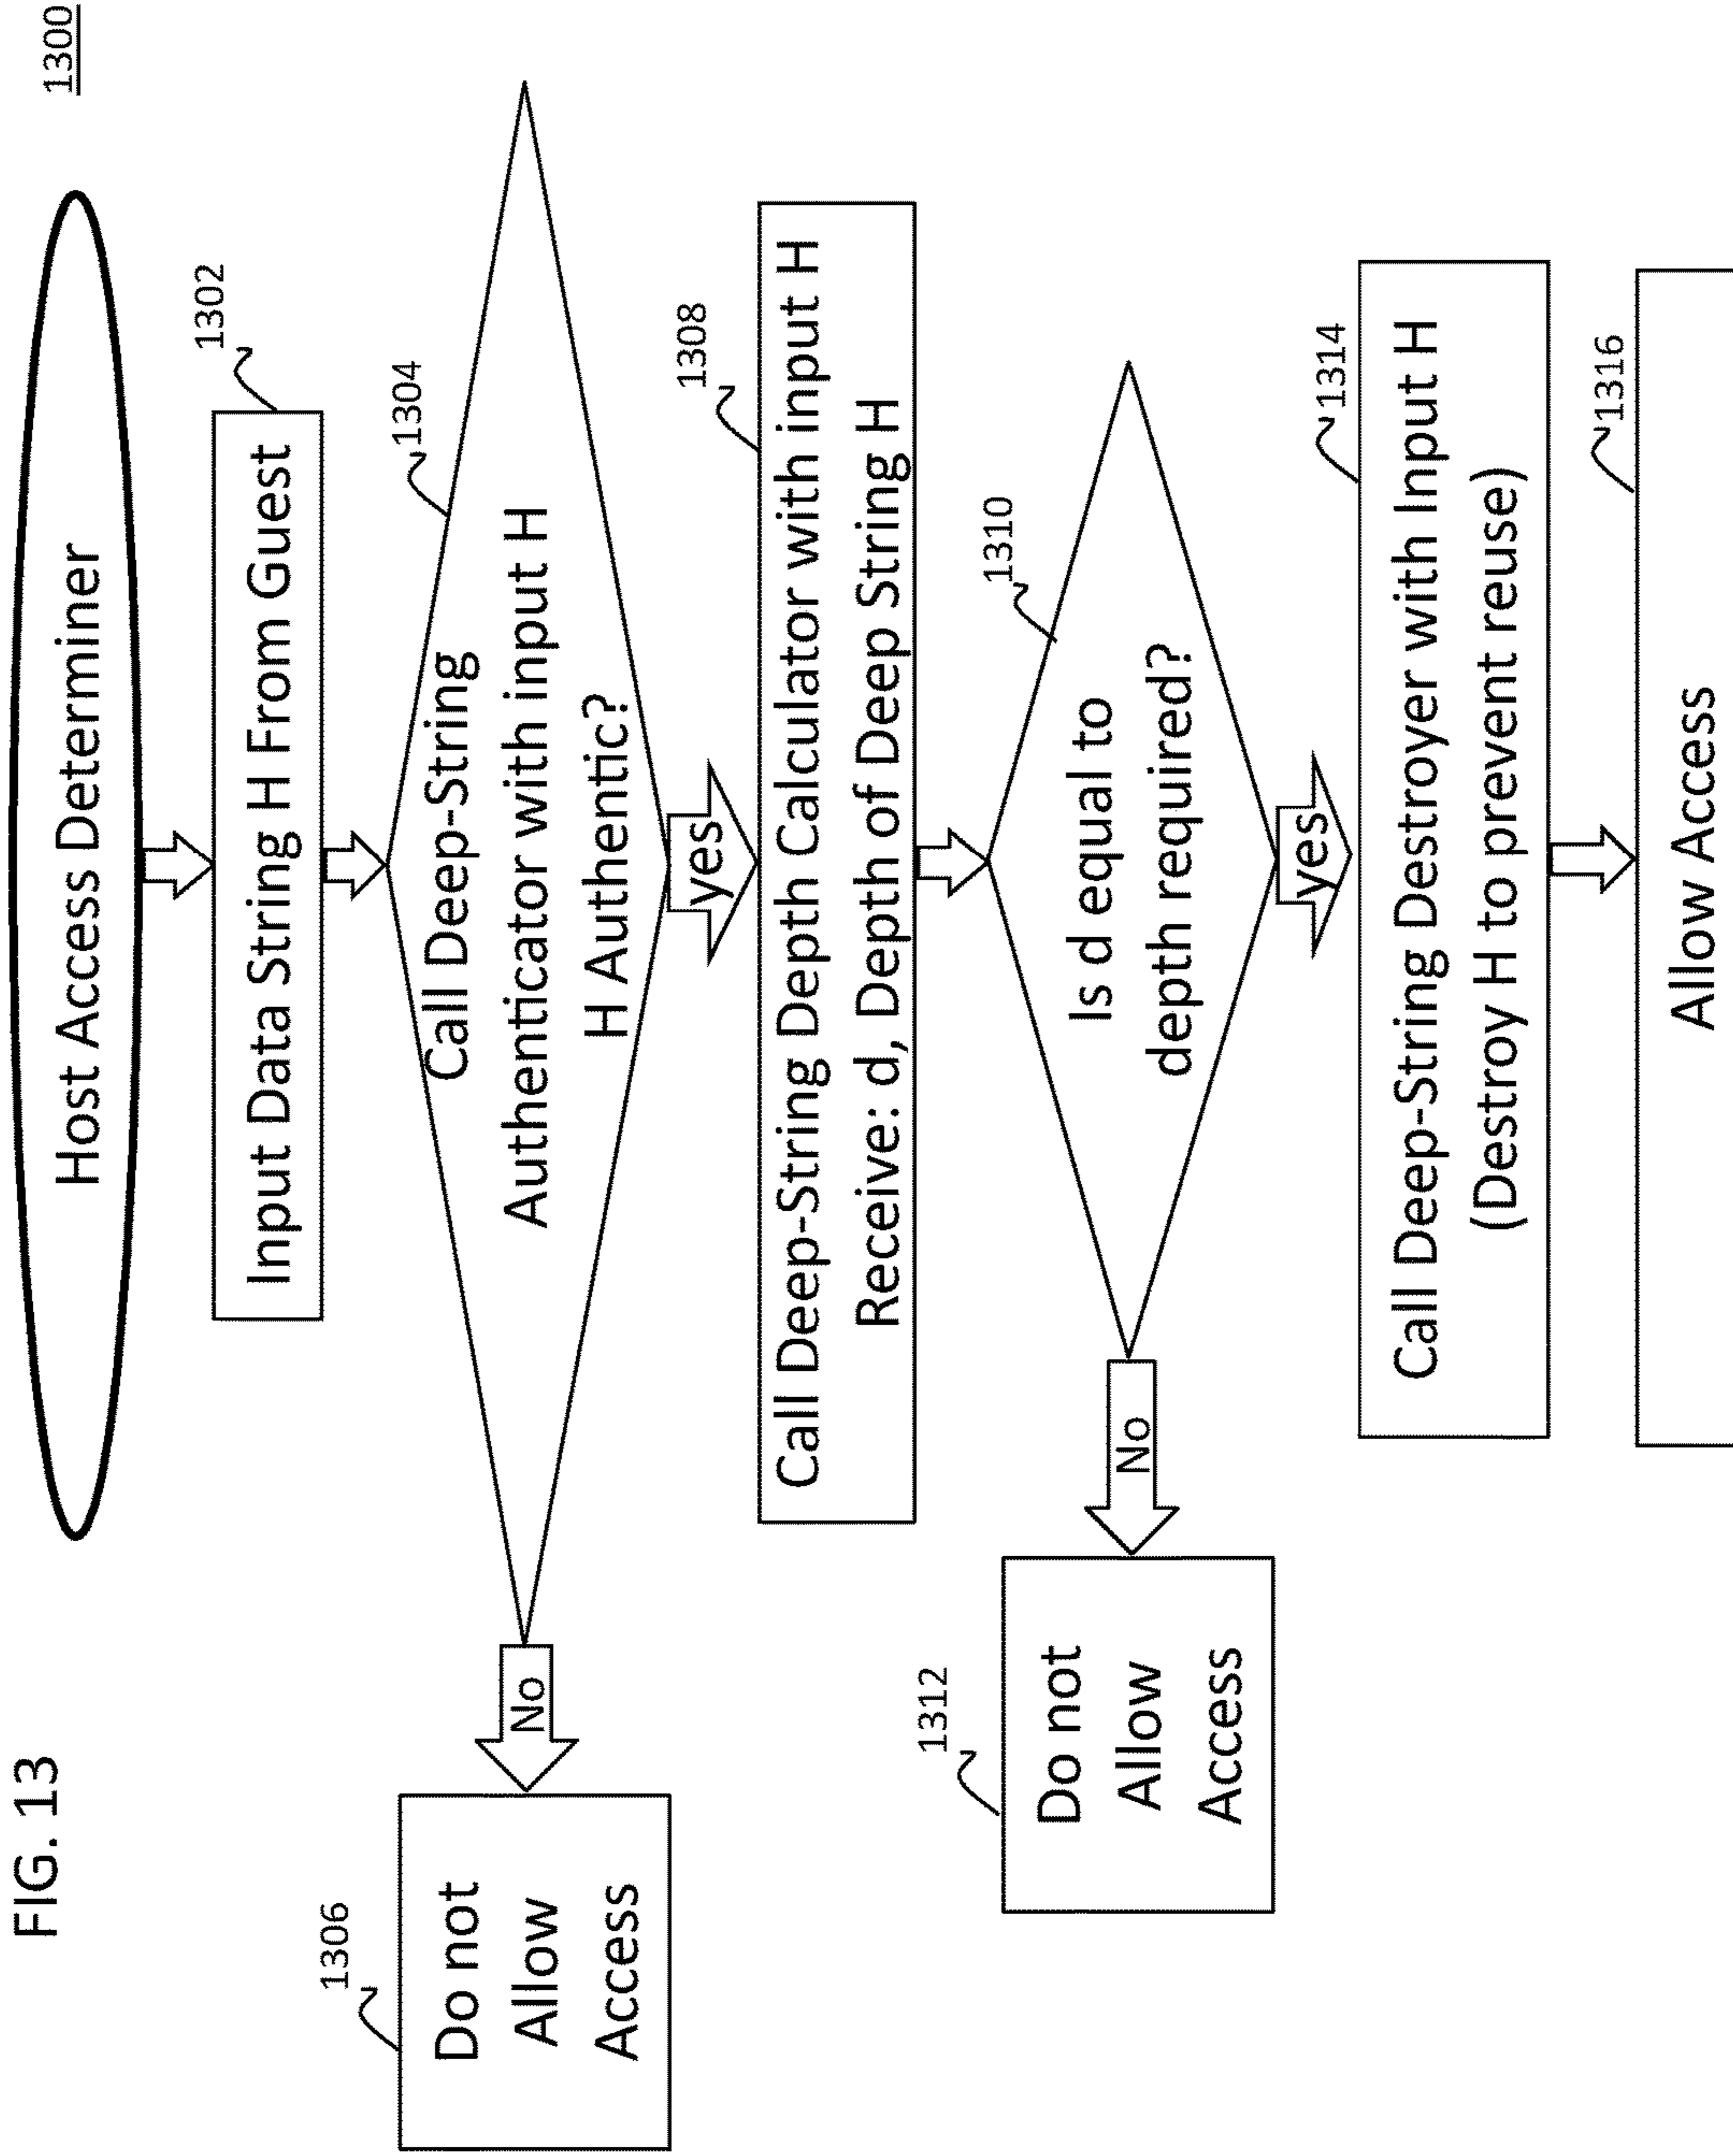 FIG. 13
1300
Host Access Determiner
1302
Input Data String H From Guest
1304
Call Deep-String
Authenticator with input H
H Authentic?
No
1306
Do not
Allow
Access
yes
1308
Call Deep-String Depth Calculator with input H
Receive: d, Depth of Deep String H
1310
Is d equal to
depth required?
No
1312
Do not
Allow
Access
yes
1314
Call Deep-String Destroyer with Input H
(Destroy H to prevent reuse)
1316
Allow Access